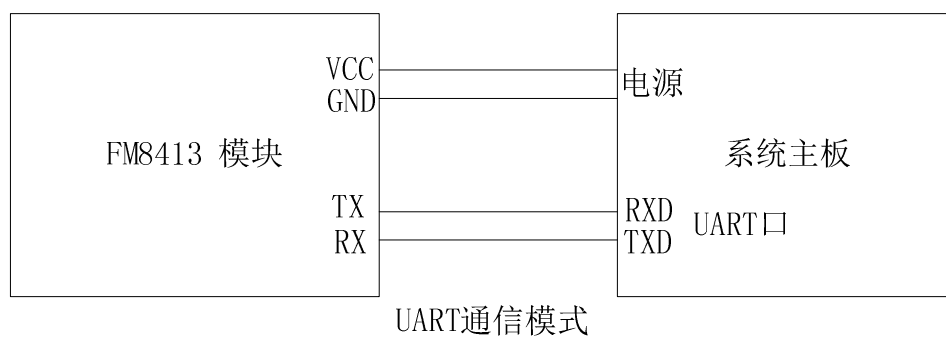 VCC
GND
电源
FM8413 模块
系统主板
TX
RX
RXD
TXD
UART口
UART通信模式